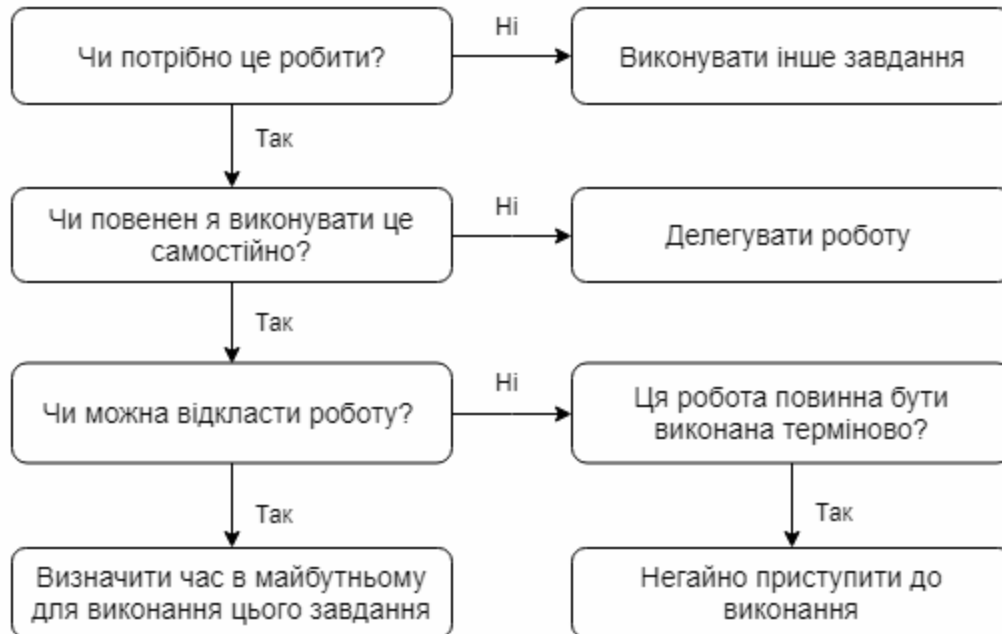 Чи потрібно це робити?
Ні
Виконувати інше завдання
Так
Чи повенен я виконувати це
самостійно?
Ні
Делегувати роботу
Так
Чи можна відкласти роботу?
Ні
Ця робота повинна бути
виконана терміново?
Так
Так
Визначити час в майбутньому
для виконання цього завдання
Негайно приступити до
виконання